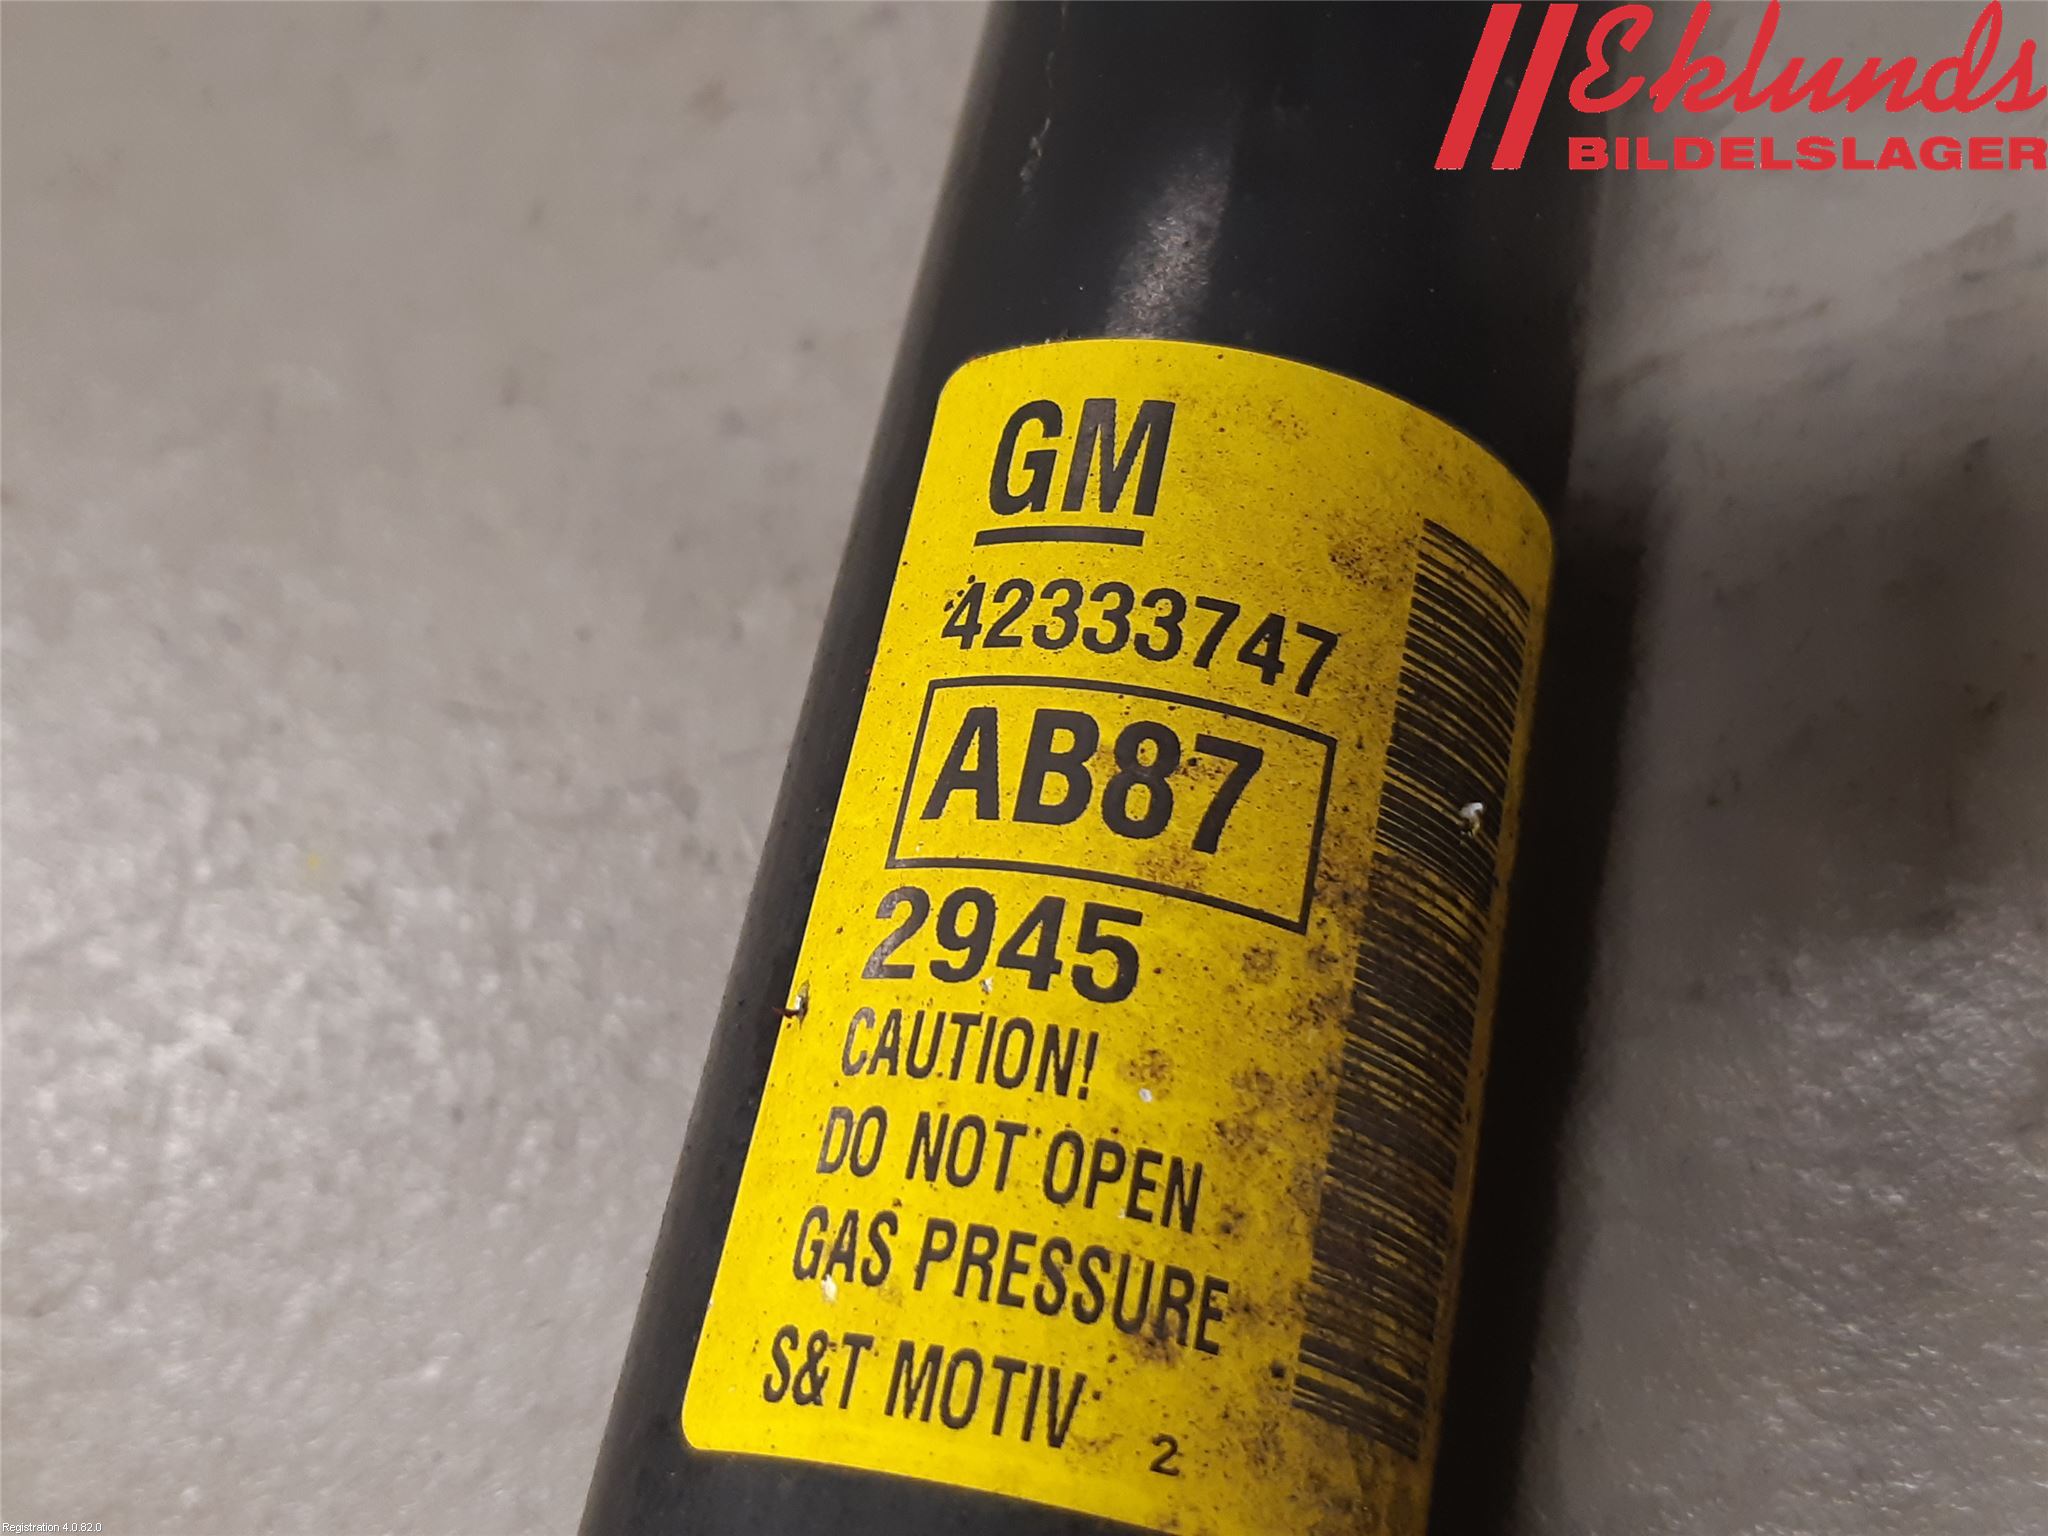 Eklunds
BILDELSLAGER
GM
42333747
AB87
2945
CAUTION!
DO NOT OPEN
GAS PRESSURE
S&T MOTIV
2
Registration 4.0.82.0